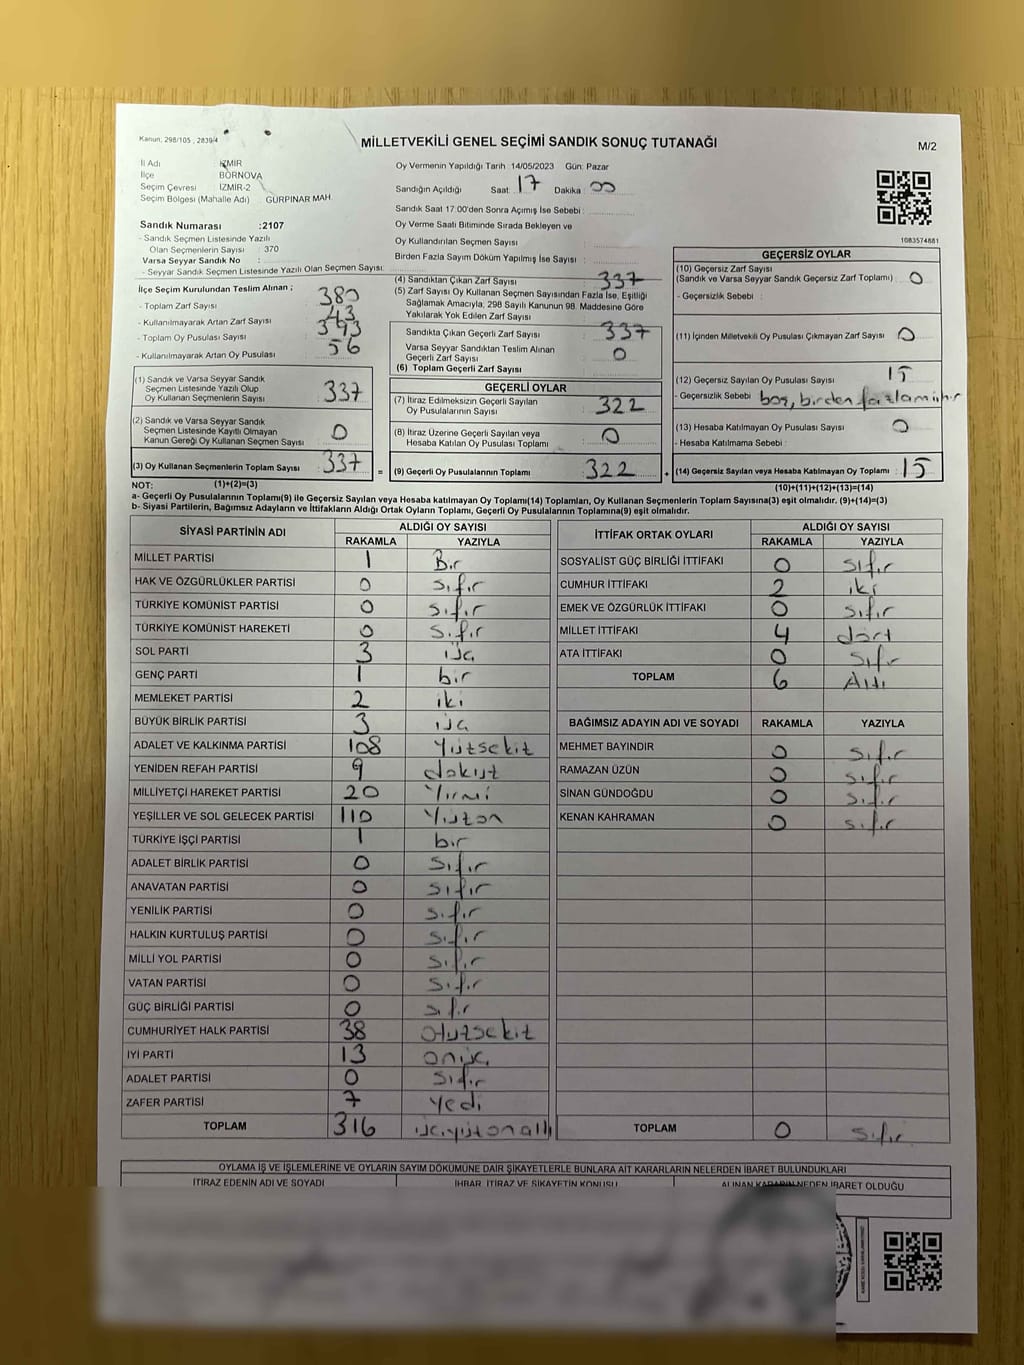 Kanun: 298/105 , 2839/4
MİLLETVEKİLİ GENEL SEÇİMİ SANDIK SONUÇ TUTANAĞI
M/2
İl Adı İZMİR
İlçe BORNOVA
Seçim Çevresi İZMİR-2
Seçim Bölgesi (Mahalle Adı) GÜRPINAR MAH.
Oy Vermenin Yapıldığı Tarih 14/05/2023 Gün: Pazar
Sandığın Açıldığı Saat 17 Dakika 00
Sandık Saat 17:00'den Sonra Açımış İse Sebebi :
Oy Verme Saati Bitiminde Sırada Bekleyen ve
Oy Kullandırılan Seçmen Sayısı
Birden Fazla Sayım Döküm Yapılmış İse Sayısı :
1083574881
Sandık Numarası :2107
- Sandık Seçmen Listesinde Yazılı
Olan Seçmenlerin Sayısı : 370
Varsa Seyyar Sandık No :
- Seyyar Sandık Seçmen Listesinde Yazılı Olan Seçmen Sayısı:
İlçe Seçim Kurulundan Teslim Alınan ;
- Toplam Zarf Sayısı 380
- Kullanılmayarak Artan Zarf Sayısı 43
- Toplam Oy Pusulası Sayısı 393
- Kullanılmayarak Artan Oy Pusulası 56
(1) Sandık ve Varsa Seyyar Sandık
Seçmen Listesinde Yazılı Olup
Oy Kullanan Seçmenlerin Sayısı 337
(2) Sandık ve Varsa Seyyar Sandık
Seçmen Listesinde Kayıtlı Olmayan
Kanun Gereği Oy Kullanan Seçmen Sayısı 0
(3) Oy Kullanan Seçmenlerin Toplam Sayısı 337 =
(4) Sandıktan Çıkan Zarf Sayısı 337
(5) Zarf Sayısı Oy Kullanan Seçmen Sayısından Fazla İse, Eşitliği
Sağlamak Amacıyla, 298 Sayılı Kanunun 98. Maddesine Göre
Yakılarak Yok Edilen Zarf Sayısı
Sandıkta Çıkan Geçerli Zarf Sayısı 337
Varsa Seyyar Sandıktan Teslim Alınan
Geçerli Zarf Sayısı 0
(6) Toplam Geçerli Zarf Sayısı
GEÇERLİ OYLAR
(7) İtiraz Edilmeksizin Geçerli Sayılan
Oy Pusulalarının Sayısı 322
(8) İtiraz Üzerine Geçerli Sayılan veya
Hesaba Katılan Oy Pusulası Toplamı 0
(9) Geçerli Oy Pusulalarının Toplamı 322 +
GEÇERSİZ OYLAR
(10) Geçersiz Zarf Sayısı
(Sandık ve Varsa Seyyar Sandık Geçersiz Zarf Toplamı) : 0
- Geçersizlik Sebebi :
(11) İçinden Milletvekili Oy Pusulası Çıkmayan Zarf Sayısı 0
(12) Geçersiz Sayılan Oy Pusulası Sayısı 15
- Geçersizlik Sebebi boş, birden fazla mühür
(13) Hesaba Katılmayan Oy Pusulası Sayısı 0
- Hesaba Katılmama Sebebi :
(14) Geçersiz Sayılan veya Hesaba Katılmayan Oy Toplamı 15
NOT: (1)+(2)=(3)
(10)+(11)+(12)+(13)=(14)
a- Geçerli Oy Pusulalarının Toplamı(9) ile Geçersiz Sayılan veya Hesaba katılmayan Oy Toplamı(14) Toplamları, Oy Kullanan Seçmenlerin Toplam Sayısına(3) eşit olmalıdır. (9)+(14)=(3)
b- Siyasi Partilerin, Bağımsız Adayların ve İttifakların Aldığı Ortak Oyların Toplamı, Geçerli Oy Pusulalarının Toplamına(9) eşit olmalıdır.
SİYASİ PARTİNİN ADI ALDIĞI OY SAYISI
RAKAMLA YAZIYLA
MİLLET PARTİSİ 1 Bir
HAK VE ÖZGÜRLÜKLER PARTİSİ 0 sıfır
TÜRKİYE KOMÜNİST PARTİSİ 0 sıfır
TÜRKİYE KOMÜNİST HAREKETİ 0 sıfır
SOL PARTİ 3 üç
GENÇ PARTİ 1 bir
MEMLEKET PARTİSİ 2 iki
BÜYÜK BİRLİK PARTİSİ 3 üç
ADALET VE KALKINMA PARTİSİ 108 Yüzsekiz
YENİDEN REFAH PARTİSİ 9 dokuz
MİLLİYETÇİ HAREKET PARTİSİ 20 Yirmi
YEŞİLLER VE SOL GELECEK PARTİSİ 110 Yüzon
TÜRKİYE İŞÇİ PARTİSİ 1 bir
ADALET BİRLİK PARTİSİ 0 sıfır
ANAVATAN PARTİSİ 0 sıfır
YENİLİK PARTİSİ 0 sıfır
HALKIN KURTULUŞ PARTİSİ 0 sıfır
MİLLİ YOL PARTİSİ 0 sıfır
VATAN PARTİSİ 0 sıfır
GÜÇ BİRLİĞİ PARTİSİ 0 sıfır
CUMHURİYET HALK PARTİSİ 38 otuzsekiz
İYİ PARTİ 13 onüç
ADALET PARTİSİ 0 sıfır
ZAFER PARTİSİ 7 yedi
TOPLAM 316 üçyüzonaltı
İTTİFAK ORTAK OYLARI ALDIĞI OY SAYISI
RAKAMLA YAZIYLA
SOSYALİST GÜÇ BİRLİĞİ İTTİFAKI 0 sıfır
CUMHUR İTTİFAKI 2 iki
EMEK VE ÖZGÜRLÜK İTTİFAKI 0 sıfır
MİLLET İTTİFAKI 4 dört
ATA İTTİFAKI 0 sıfır
TOPLAM 6 Altı
BAĞIMSIZ ADAYIN ADI VE SOYADI RAKAMLA YAZIYLA
MEHMET BAYINDIR 0 sıfır
RAMAZAN ÜZÜN 0 sıfır
SİNAN GÜNDOĞDU 0 sıfır
KENAN KAHRAMAN 0 sıfır
TOPLAM 0 sıfır
OYLAMA İŞ VE İŞLEMLERİNE VE OYLARIN SAYIM DÖKÜMÜNE DAİR ŞİKAYETLERLE BUNLARA AİT KARARLARIN NELERDEN İBARET BULUNDUKLARI
İTİRAZ EDENİN ADI VE SOYADI İHBAR, İTİRAZ VE ŞİKAYETİN KONUSU ALINAN KARARIN NEDEN İBARET OLDUĞU